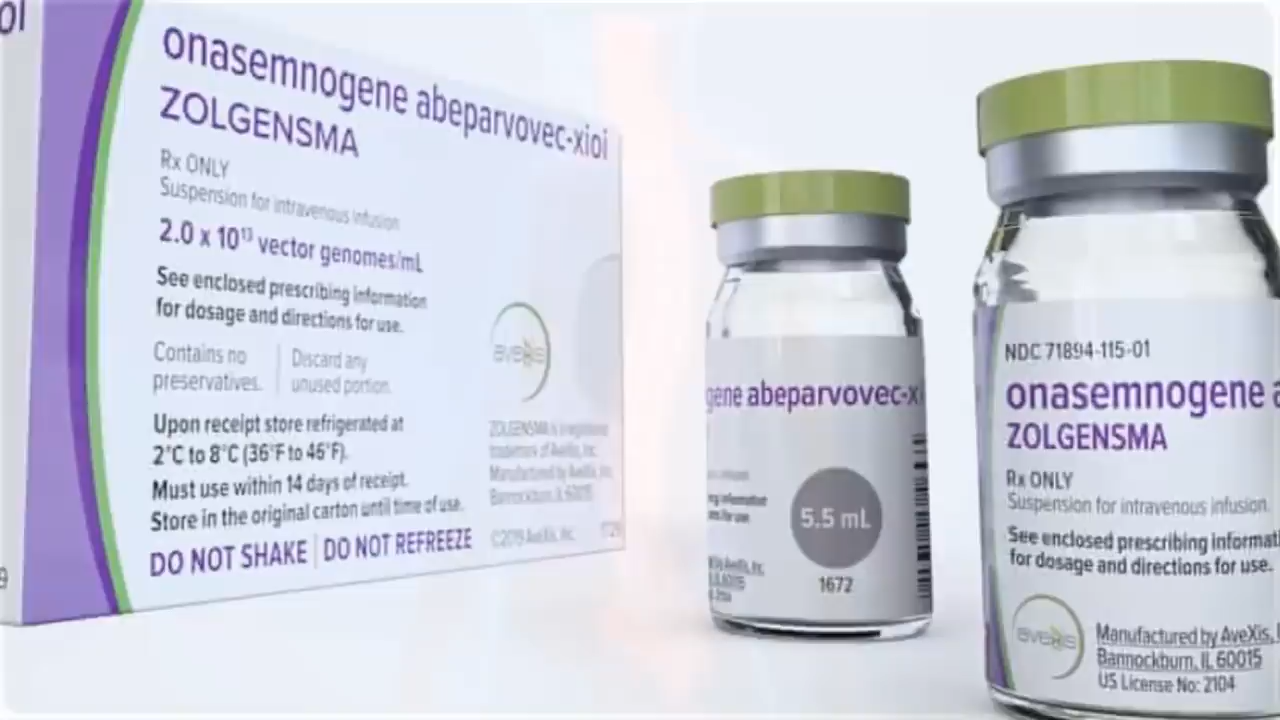 onasemnogene abeparvovec-xioi
ZOLGENSMA
Rx ONLY
Suspension for intravenous infusion
2.0 x 10¹³ vector genomes/mL
See enclosed prescribing information
for dosage and directions for use.
Contains no
preservatives.
Discard any
unused portion.
Upon receipt store refrigerated at
2°C to 8°C (36°F to 46°F).
Must use within 14 days of receipt.
Store in the original carton until time of use.
DO NOT SHAKE | DO NOT REFREEZE
avexis
ZOLGENSMA is a registered
trademark of AveXis, Inc.
Manufactured by AveXis, Inc.
Bannockburn, IL 60015
©2019 AveXis, Inc.
gene abeparvovec-x
5.5 mL
1672
NDC 71894-115-01
onasemnogene a
ZOLGENSMA
Rx ONLY
Suspension for intravenous infusion.
See enclosed prescribing informati
for dosage and directions for use.
avexis
Manufactured by AveXis, I
Bannockburn, IL 60015
US License No: 2104